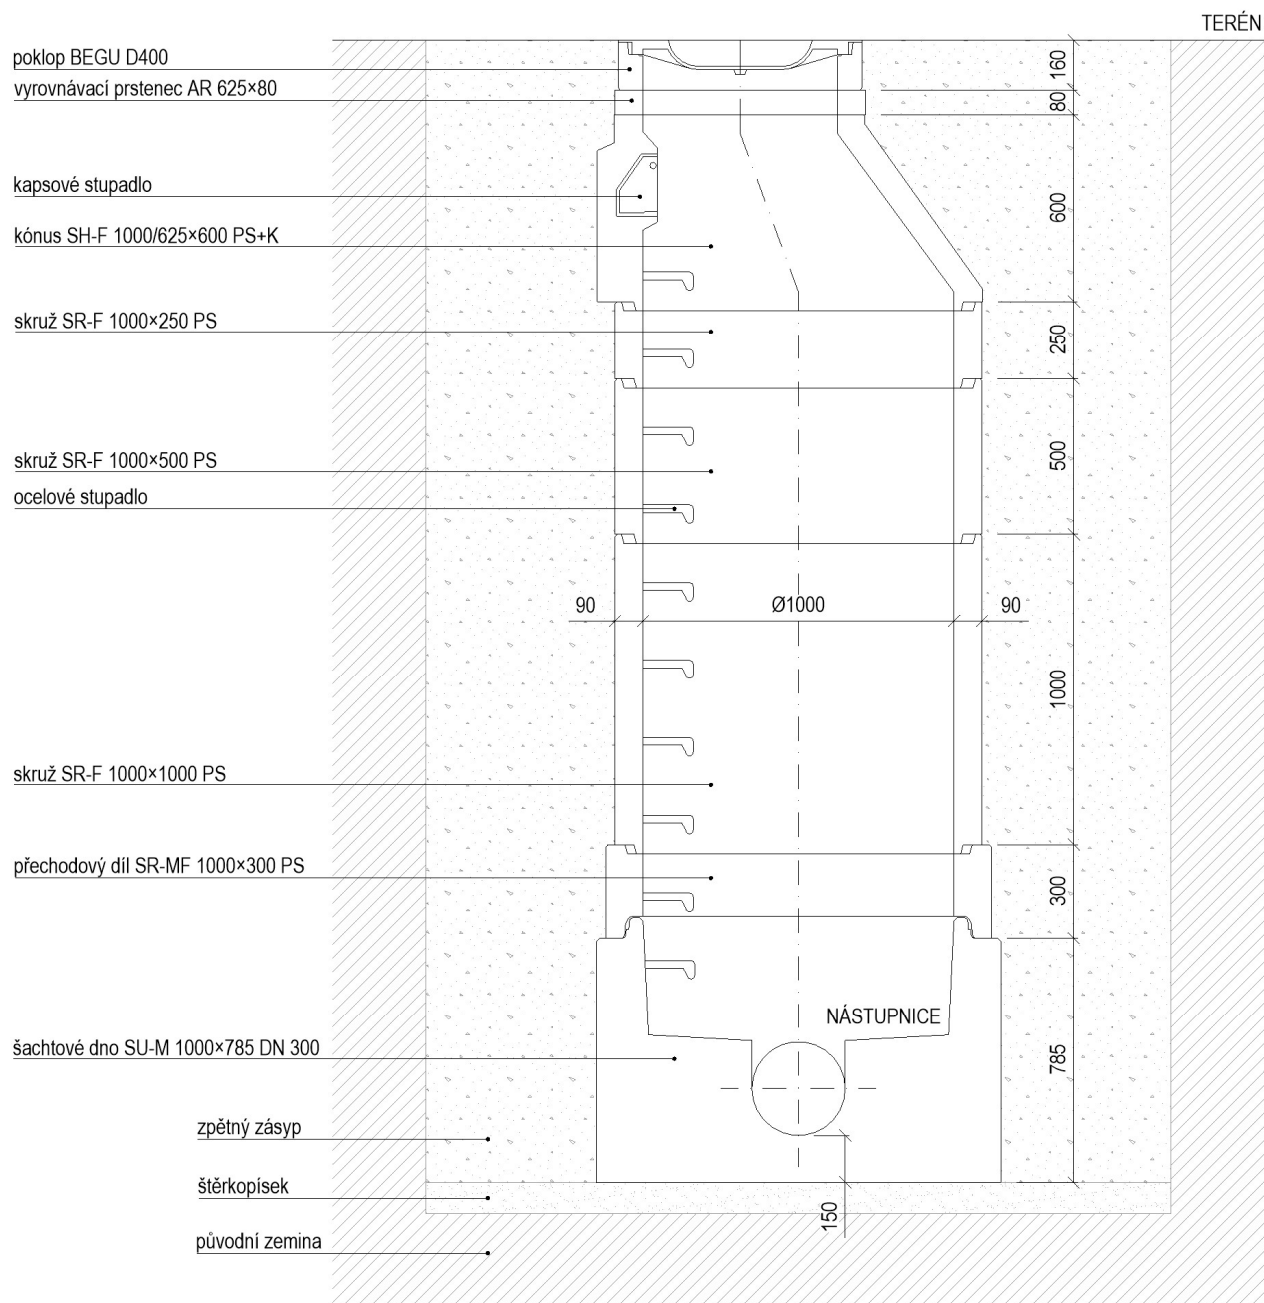 TERÉN
poklop BEGU D400
160
vyrovnávací prstenec AR 625×80
80
kapsové stupadlo
600
kónus SH-F 1000/625×600 PS+K
skruž SR-F 1000×250 PS
250
skruž SR-F 1000×500 PS
500
ocelové stupadlo
90
Ø1000
90
1000
skruž SR-F 1000×1000 PS
přechodový díl SR-MF 1000×300 PS
300
NÁSTUPNICE
šachtové dno SU-M 1000×785 DN 300
785
zpětný zásyp
štěrkopísek
150
původní zemina